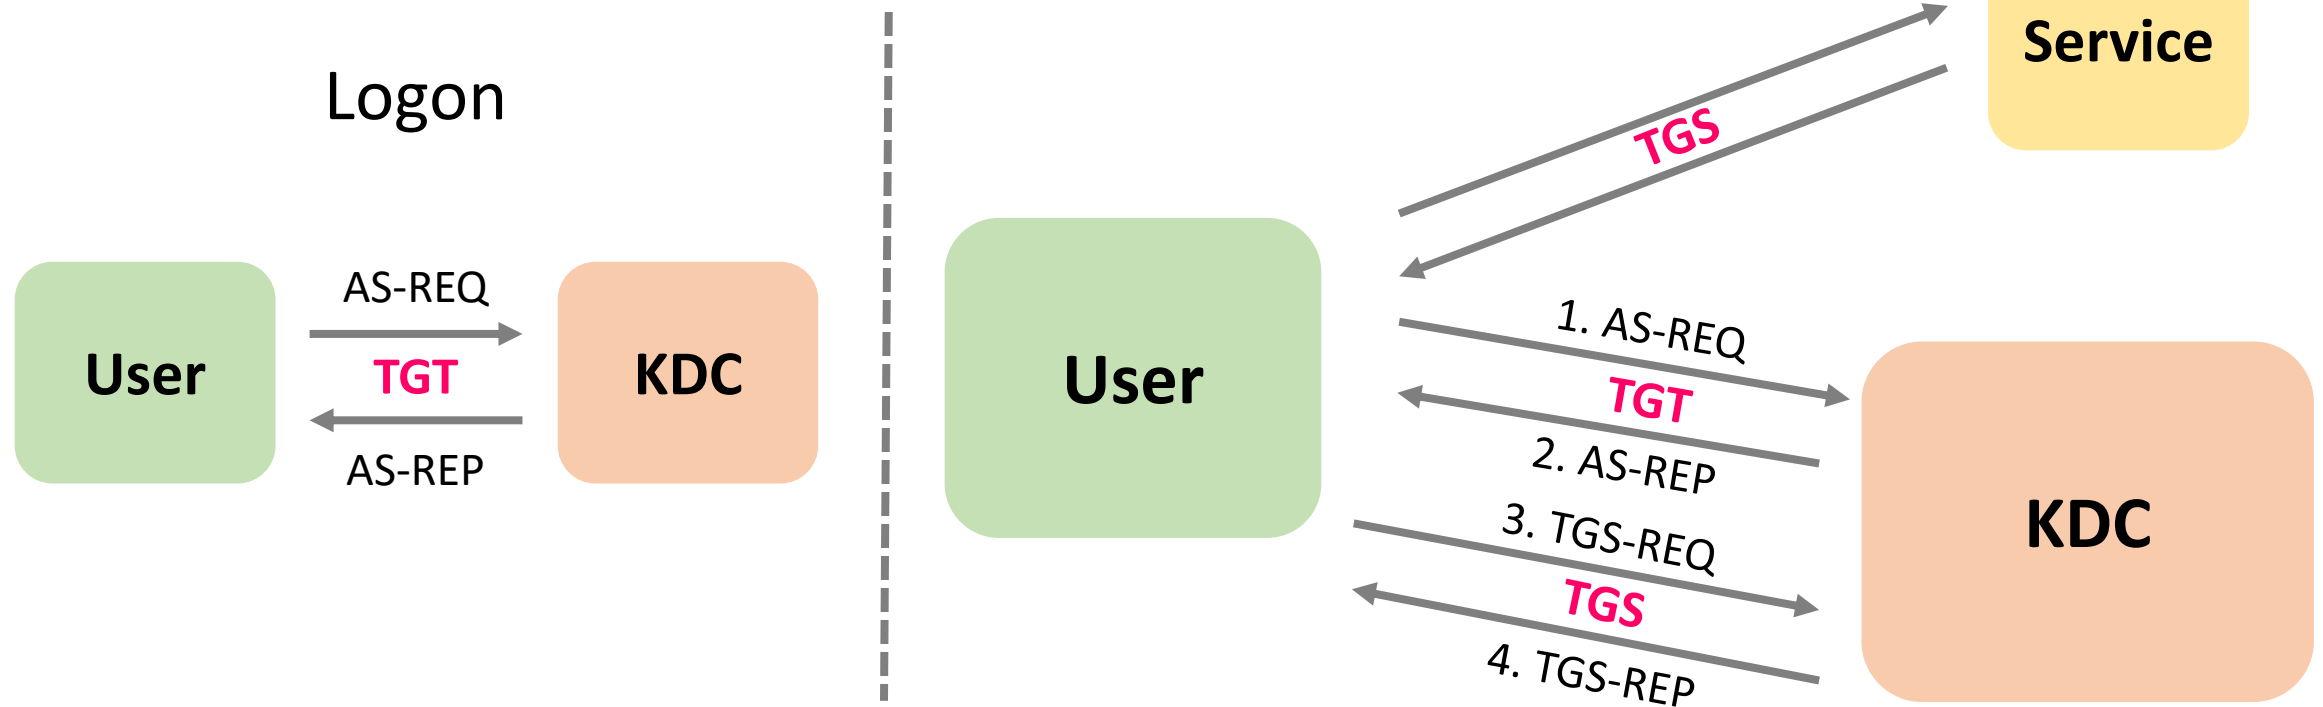 Logon
User
AS-REQ
TGT
AS-REP
KDC
Service
TGS
User
1. AS-REQ
TGT
2. AS-REP
3. TGS-REQ
TGS
4. TGS-REP
KDC